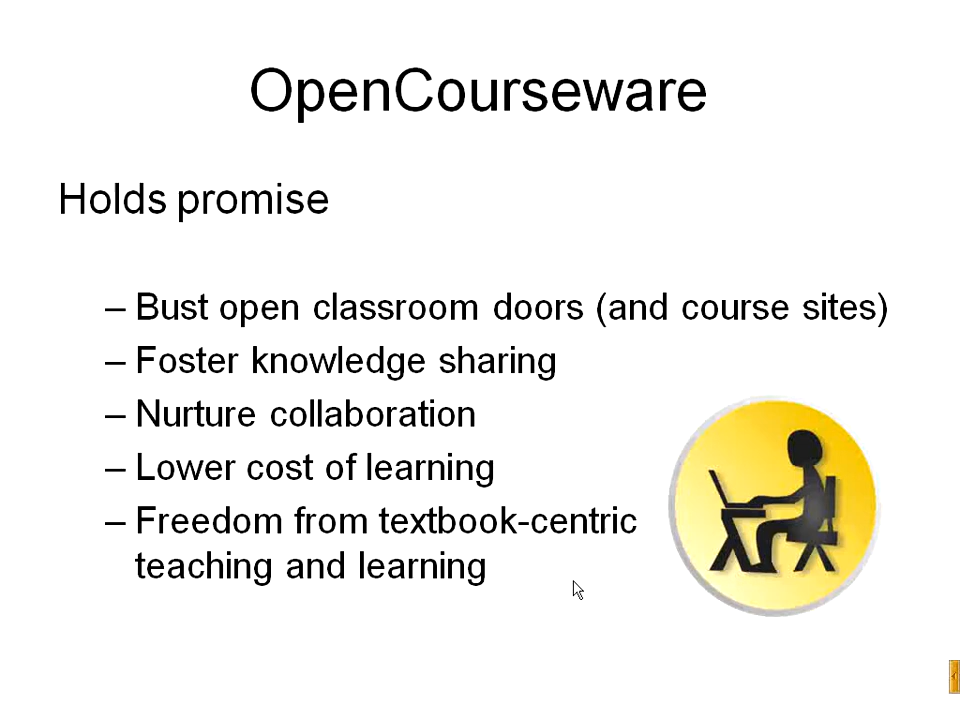 OpenCourseware
Holds promise
– Bust open classroom doors (and course sites)
– Foster knowledge sharing
– Nurture collaboration
– Lower cost of learning
– Freedom from textbook-centric
teaching and learning